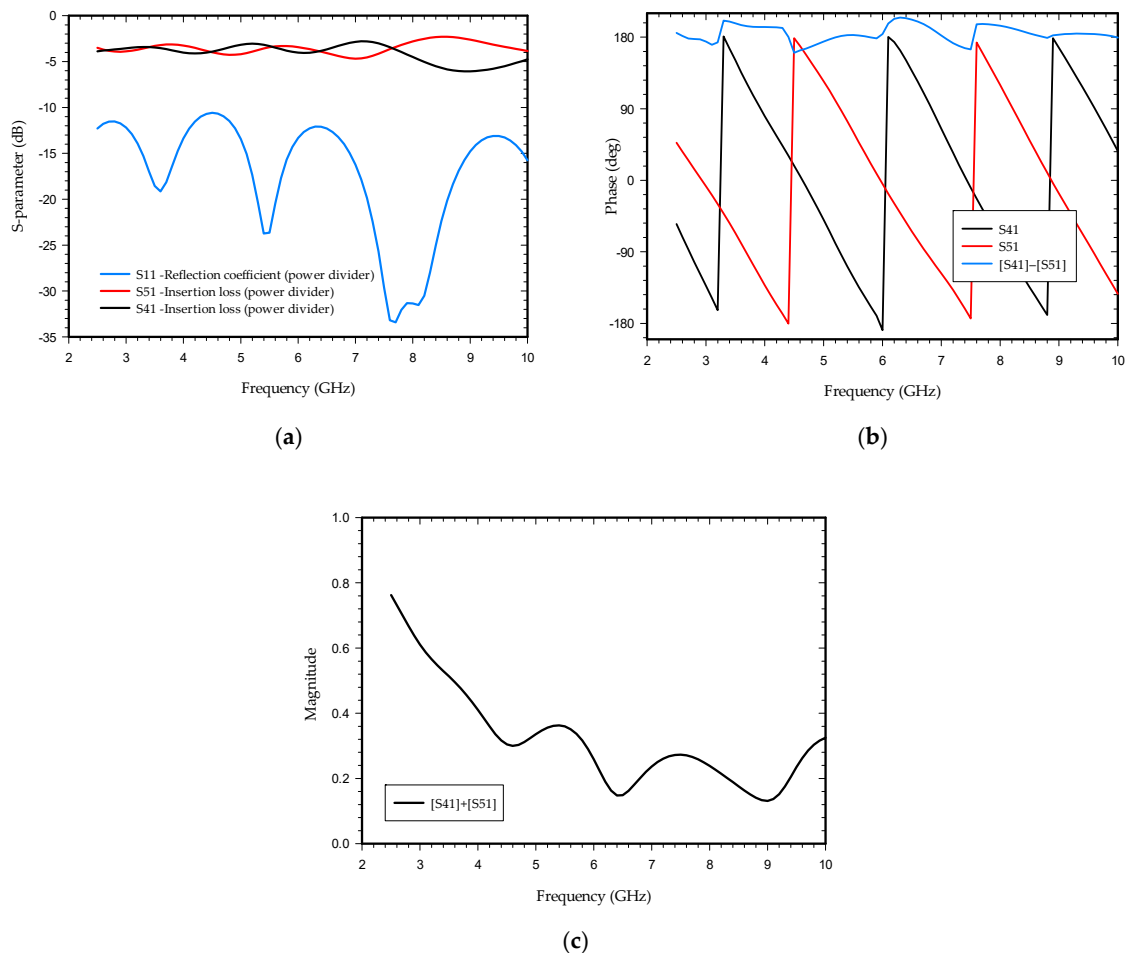 S-parameter (dB)
-0
-5
-10
-15
-20
-25
-30
-35
S11 -Reflection coefficient (power divider)
S51 -Insertion loss (power divider)
S41 -Insertion loss (power divider)
2 3 4 5 6 7 8 9 10
Frequency (GHz)
(a)
Phase (deg)
180
90
0
-90
-180
S41
S51
[S41]−[S51]
2 3 4 5 6 7 8 9 10
Frequency (GHz)
(b)
Magnitude
1.0
0.8
0.6
0.4
0.2
0.0
[S41]+[S51]
2 3 4 5 6 7 8 9 10
Frequency (GHz)
(c)